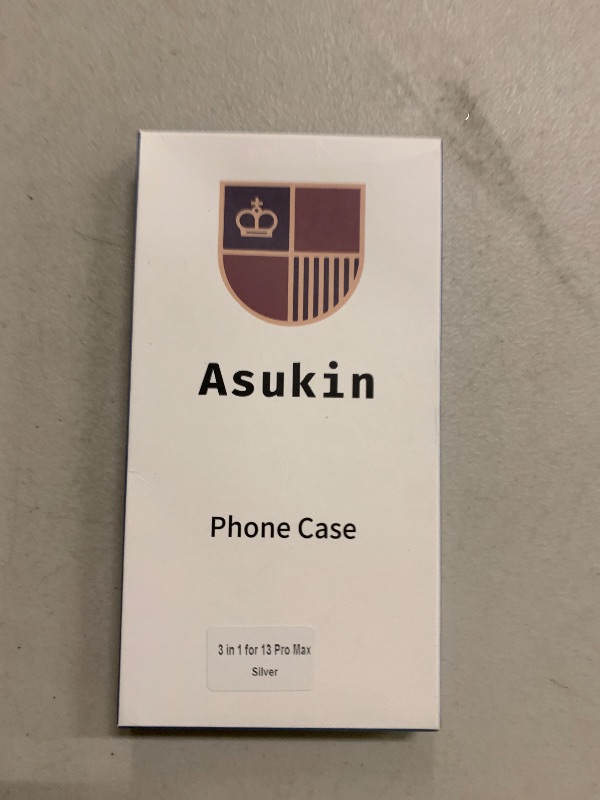 Asukin
Phone Case
3 in 1 for 13 Pro Max
Silver